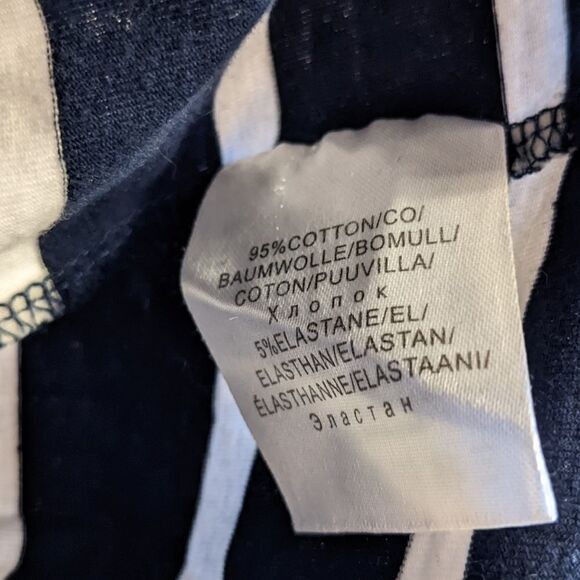 95%COTTON/CO/
BAUMWOLLE/BOMULL/
COTON/PUUVILLA/
Хлопок
5%ELASTANE/EL/
ELASTHAN/ELASTAN/
ÉLASTHANNE/ELASTAANI/
Эластан